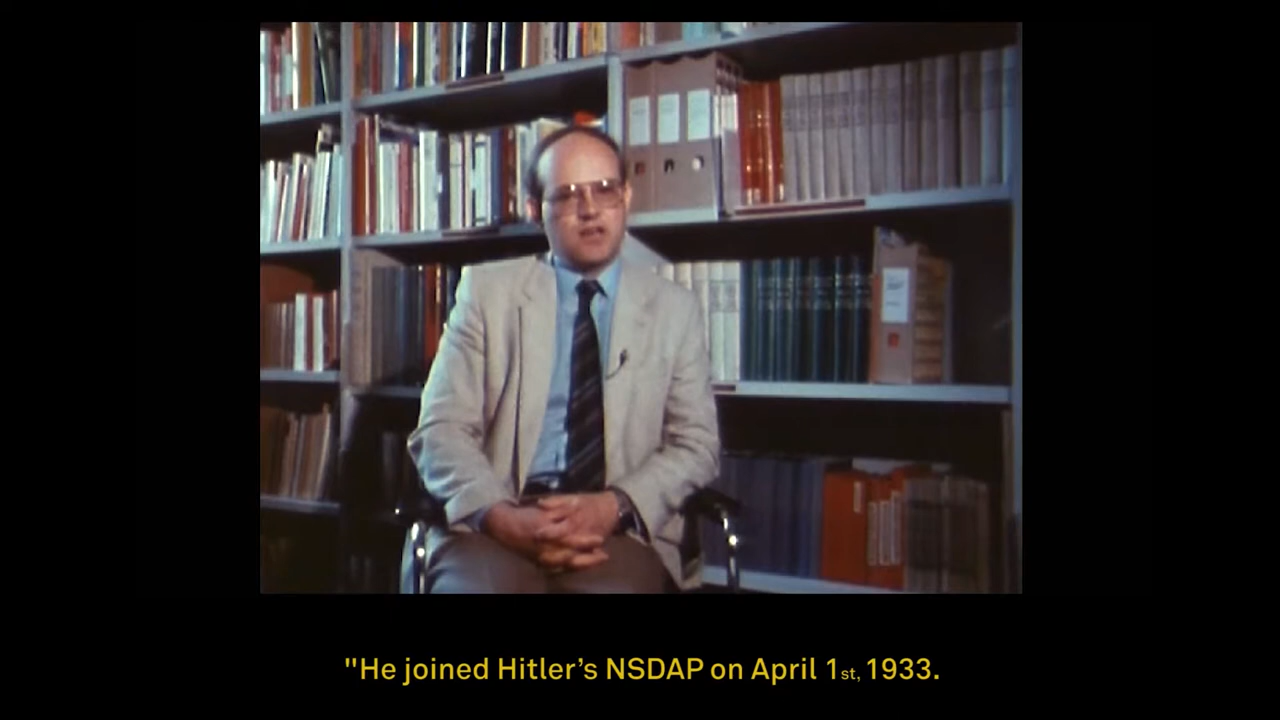 "He joined Hitler’s NSDAP on April 1st, 1933.